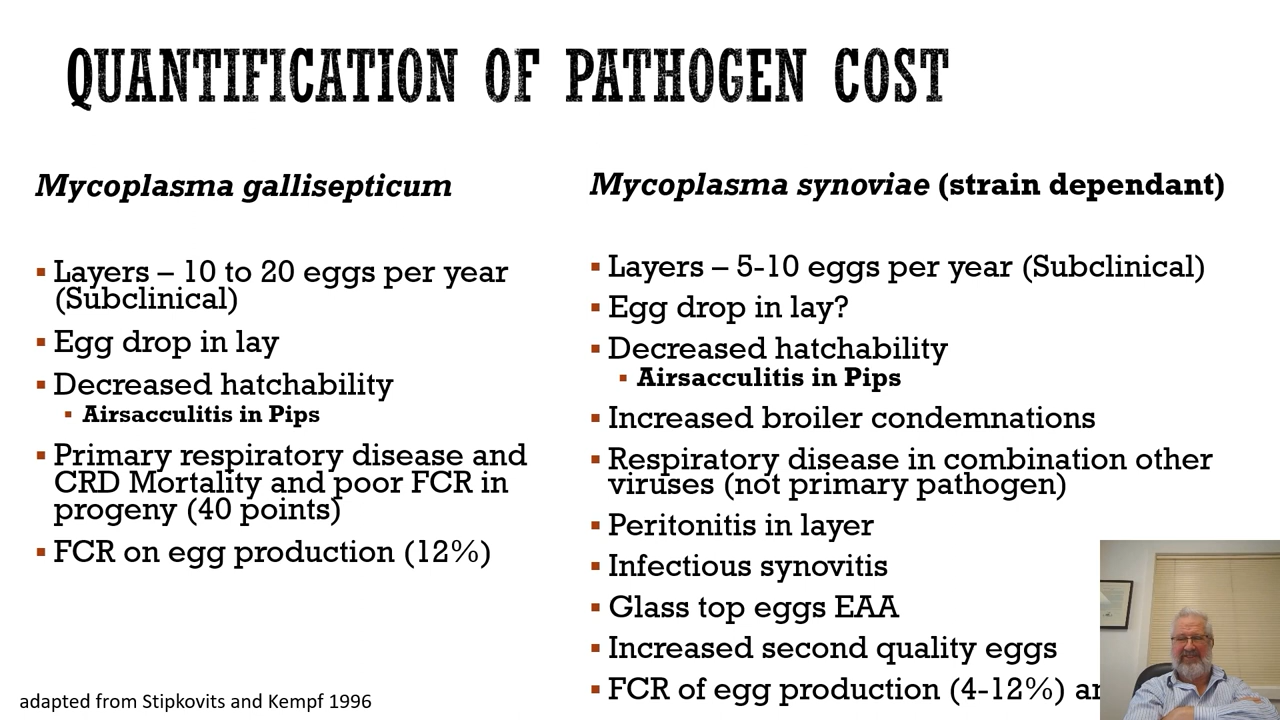 QUANTIFICATION OF PATHOGEN COST
Mycoplasma gallisepticum
▪ Layers – 10 to 20 eggs per year
(Subclinical)
▪ Egg drop in lay
▪ Decreased hatchability
▪ Airsacculitis in Pips
▪ Primary respiratory disease and
CRD Mortality and poor FCR in
progeny (40 points)
▪ FCR on egg production (12%)
Mycoplasma synoviae (strain dependant)
▪ Layers – 5-10 eggs per year (Subclinical)
▪ Egg drop in lay?
▪ Decreased hatchability
▪ Airsacculitis in Pips
▪ Increased broiler condemnations
▪ Respiratory disease in combination other
viruses (not primary pathogen)
▪ Peritonitis in layer
▪ Infectious synovitis
▪ Glass top eggs EAA
▪ Increased second quality eggs
▪ FCR of egg production (4-12%)
adapted from Stipkovits and Kempf 1996